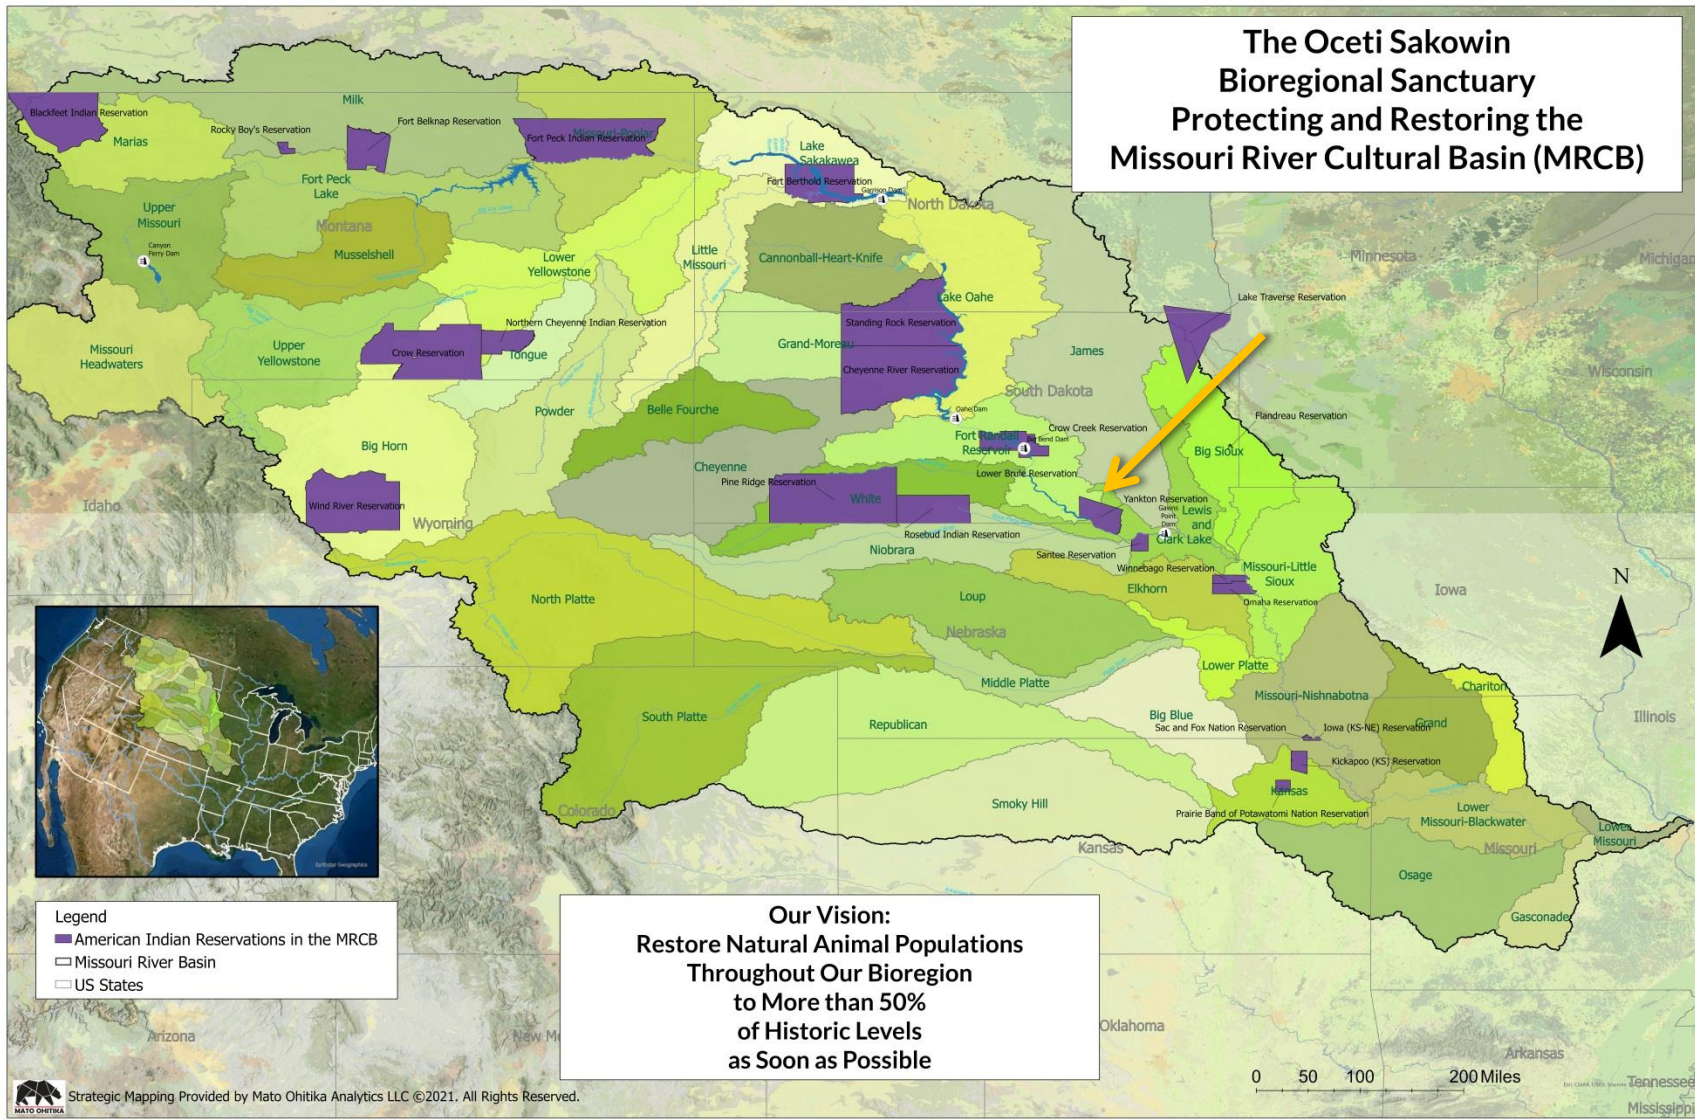 The Oceti Sakowin
Bioregional Sanctuary
Protecting and Restoring the
Missouri River Cultural Basin (MRCB)
Blackfeet Indian Reservation
Marias
Milk
Rocky Boy's Reservation
Fort Belknap Reservation
Missouri-Poplar
Fort Peck Indian Reservation
Fort Peck
Lake
Lake
Sakakawea
Fort Berthold Reservation
Garrison Dam
North Dakota
Upper
Missouri
Montana
Canyon
Ferry Dam
Musselshell
Lower
Yellowstone
Little
Missouri
Cannonball-Heart-Knife
Minnesota
Michigan
Lake Oahe
Lake Traverse Reservation
Missouri
Headwaters
Upper
Yellowstone
Crow Reservation
Northern Cheyenne Indian Reservation
Tongue
Standing Rock Reservation
Grand-Moreau
Cheyenne River Reservation
James
Wisconsin
South Dakota
Powder
Belle Fourche
Oahe Dam
Flandreau Reservation
Big Horn
Crow Creek Reservation
Fort Randall
Reservoir
Big Bend Dam
Big Sioux
Cheyenne
Lower Brule Reservation
Pine Ridge Reservation
White
Idaho
Wind River Reservation
Wyoming
Yankton Reservation
Gavins
Point
Dam
Lewis
and
Clark Lake
Rosebud Indian Reservation
Niobrara
Santee Reservation
Winnebago Reservation
Missouri-Little
Sioux
Elkhorn
Omaha Reservation
Iowa
N
North Platte
Loup
Nebraska
Lower Platte
Middle Platte
Missouri-Nishnabotna
Chariton
South Platte
Republican
Big Blue
Grand
Illinois
Sac and Fox Nation Reservation
Iowa (KS-NE) Reservation
Kickapoo (KS) Reservation
Kansas
Smoky Hill
Prairie Band of Potawatomi Nation Reservation
Colorado
Lower
Missouri-Blackwater
Lower
Missouri
Missouri
Kansas
Osage
Gasconade
Earthstar Geographics
Legend
American Indian Reservations in the MRCB
Missouri River Basin
US States
Our Vision:
Restore Natural Animal Populations
Throughout Our Bioregion
to More than 50%
of Historic Levels
as Soon as Possible
Arizona
New M
Oklahoma
Arkansas
Tennessee
Mississippi
0 50 100 200 Miles
MATO OHITIKA
Strategic Mapping Provided by Mato Ohitika Analytics LLC ©2021. All Rights Reserved.